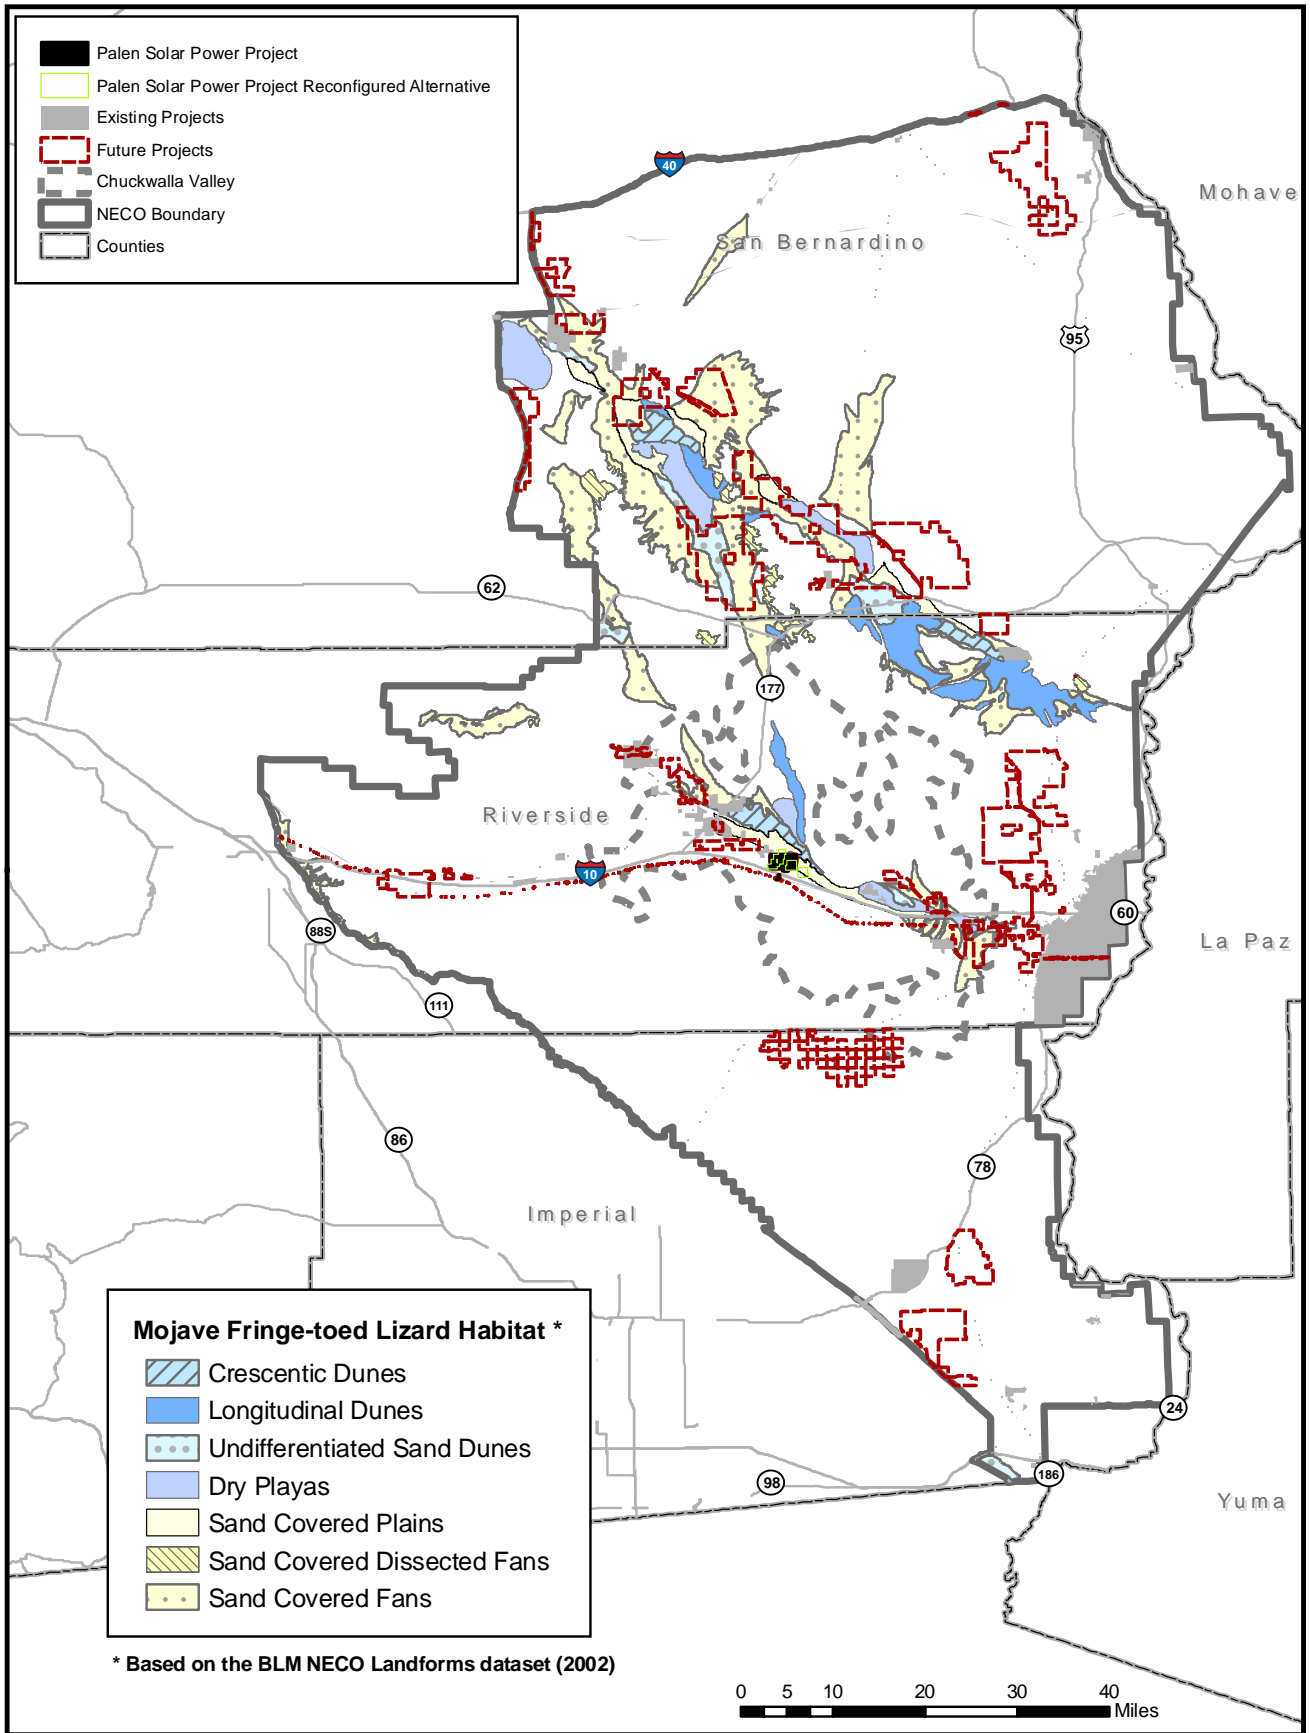 Palen Solar Power Project
Palen Solar Power Project Reconfigured Alternative
Existing Projects
Future Projects
Chuckwalla Valley
NECO Boundary
Counties
40
Mohave
San Bernardino
95
62
177
Riverside
10
60
88S
La Paz
111
86
78
Imperial
Mojave Fringe-toed Lizard Habitat *
Crescentic Dunes
Longitudinal Dunes
Undifferentiated Sand Dunes
Dry Playas
Sand Covered Plains
Sand Covered Dissected Fans
Sand Covered Fans
24
98
186
Yuma
* Based on the BLM NECO Landforms dataset (2002)
0 5 10 20 30 40
Miles